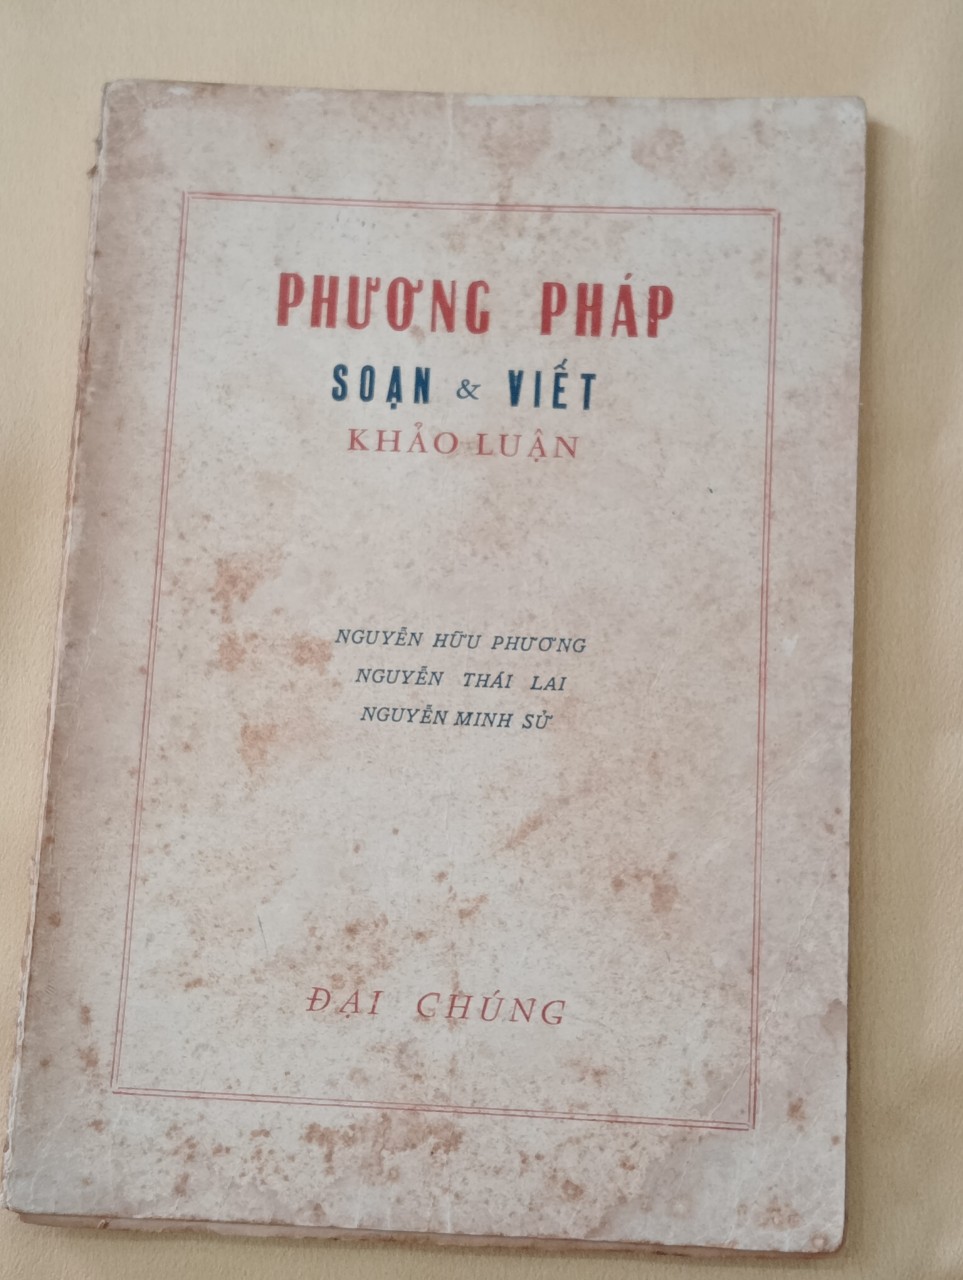 PHƯƠNG PHÁP
SOẠN & VIẾT
KHẢO LUẬN
NGUYỄN HỮU PHƯƠNG
NGUYỄN THÁI LAI
NGUYỄN MINH SỬ
ĐẠI CHÚNG